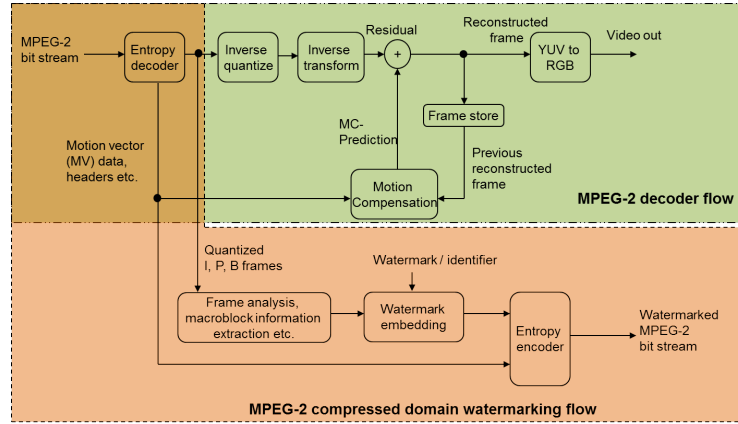 MPEG-2
bit stream
Entropy
decoder
Inverse
quantize
Inverse
transform
Residual
+
Reconstructed
frame
YUV to
RGB
Video out
Frame store
MC-
Prediction
Previous
reconstructed
frame
Motion vector
(MV) data,
headers etc.
Motion
Compensation
MPEG-2 decoder flow
Quantized
I, P, B frames
Watermark / identifier
Frame analysis,
macroblock information
extraction etc.
Watermark
embedding
Entropy
encoder
Watermarked
MPEG-2
bit stream
MPEG-2 compressed domain watermarking flow